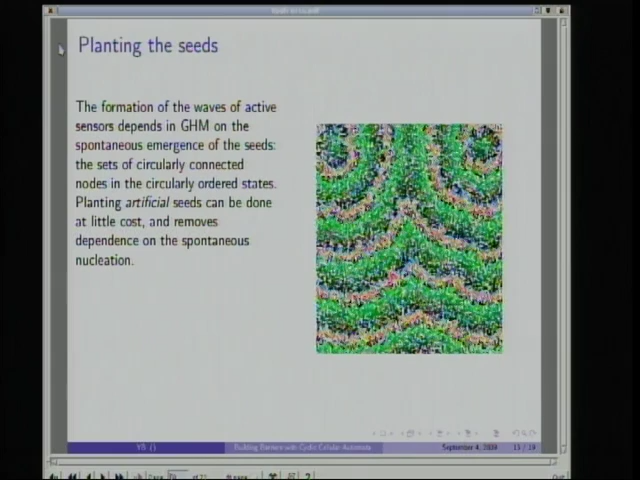 Planting the seeds
The formation of the waves of active
sensors depends in GHM on the
spontaneous emergence of the seeds:
the sets of circularly connected
nodes in the circularly ordered states.
Planting artificial seeds can be done
at little cost, and removes
dependence on the spontaneous
nucleation.
YB ()
Building Barriers with Cyclic Cellular Automata
September 4, 2009
13 / 19